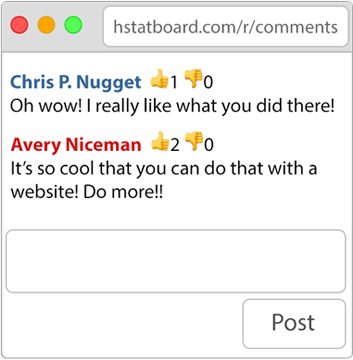 hstatboard.com/r/comments
Chris P. Nugget 👍1 👎0
Oh wow! I really like what you did there!
Avery Niceman 👍2 👎0
It’s so cool that you can do that with a
website! Do more!!
Post